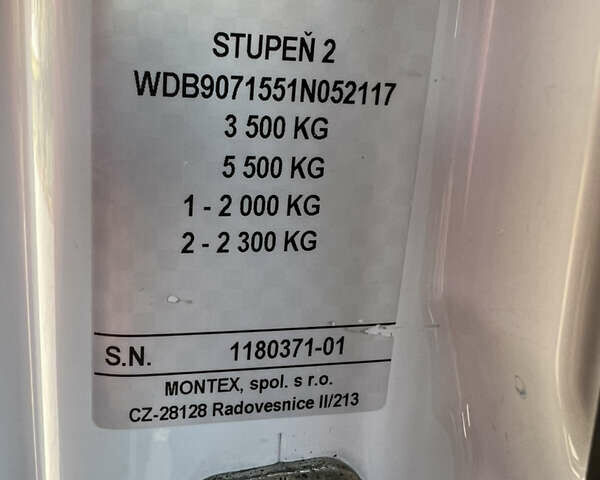 STUPEŇ 2
WDB9071551N052117
3 500 KG
5 500 KG
1 - 2 000 KG
2 - 2 300 KG
S.N. 1180371-01
MONTEX, spol. s r.o.
CZ-28128 Radovesnice II/213